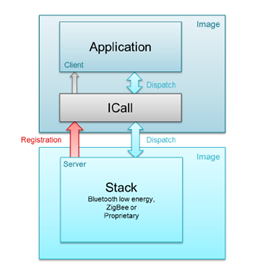 Image
Application
Client
Dispatch
ICall
Registration
Dispatch
Image
Server
Stack
Bluetooth low energy,
ZigBee or
Proprietary